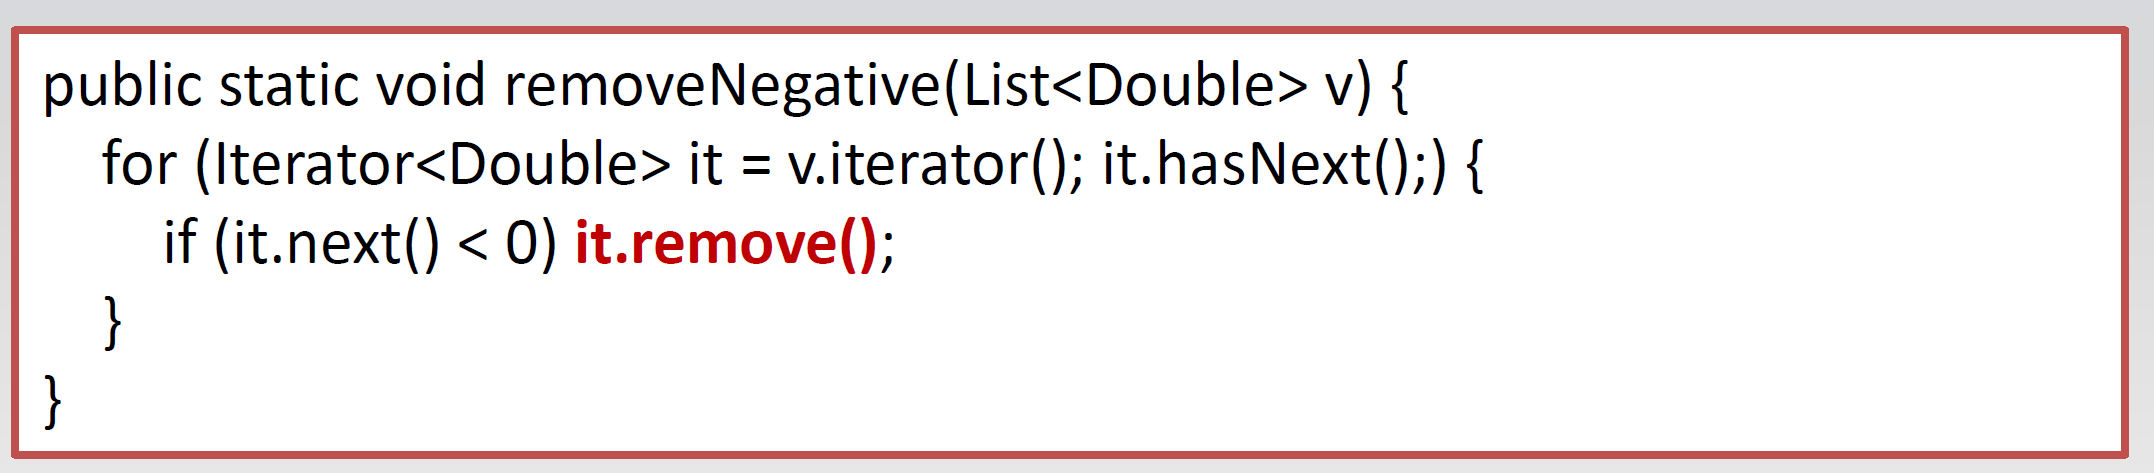 public static void removeNegative(List<Double> v) {
for (Iterator<Double> it = v.iterator(); it.hasNext();) {
if (it.next() < 0) it.remove();
}
}